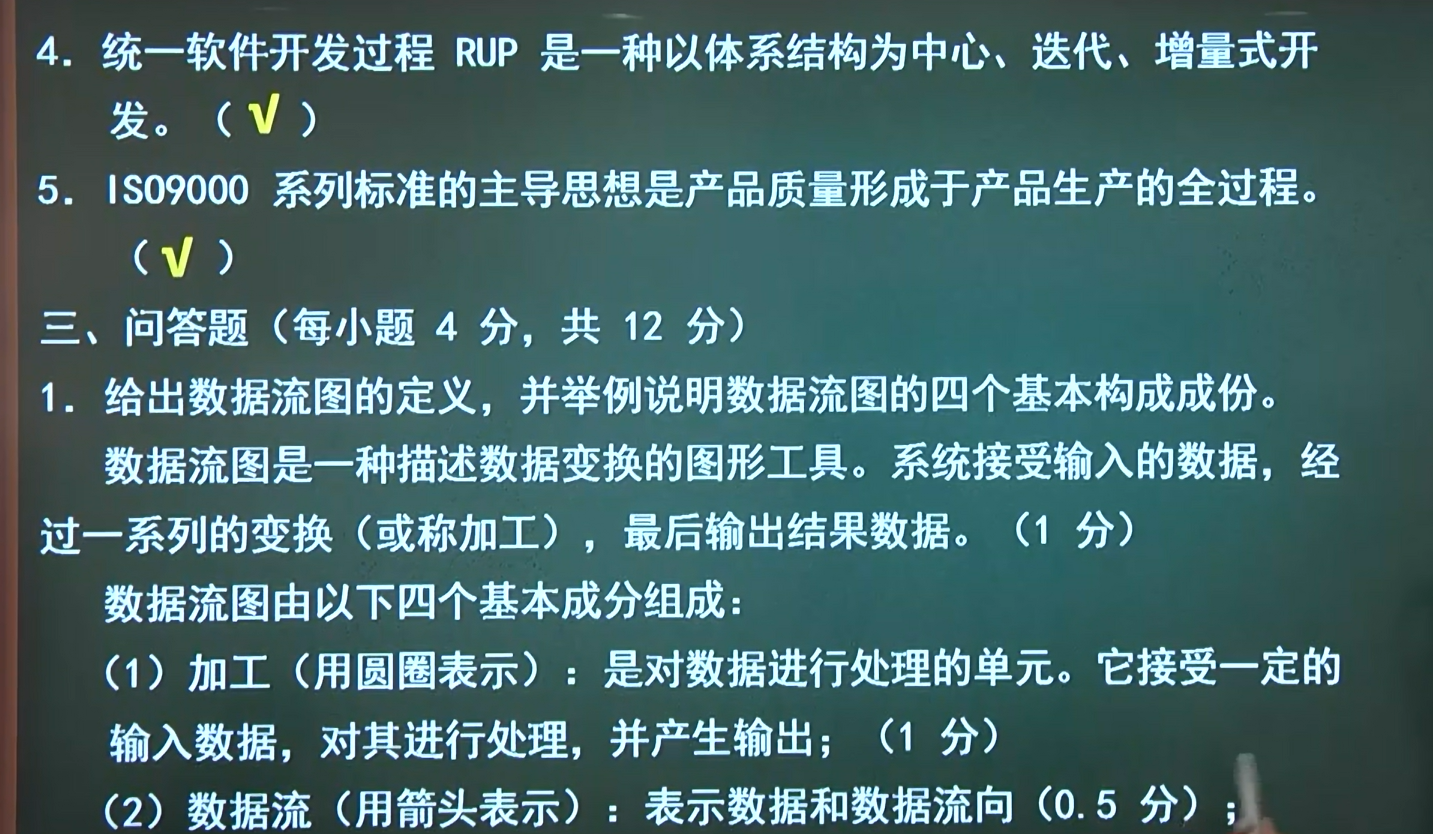 4. 统一软件开发过程 RUP 是一种以体系结构为中心、迭代、增量式开
发。（ √ ）
5. ISO9000 系列标准的主导思想是产品质量形成于产品生产的全过程。
（ √ ）
三、问答题（每小题 4 分，共 12 分）
1. 给出数据流图的定义，并举例说明数据流图的四个基本构成成份。
数据流图是一种描述数据变换的图形工具。系统接受输入的数据，经
过一系列的变换（或称加工），最后输出结果数据。（1 分）
数据流图由以下四个基本成分组成：
（1）加工（用圆圈表示）：是对数据进行处理的单元。它接受一定的
输入数据，对其进行处理，并产生输出；（1 分）
（2）数据流（用箭头表示）：表示数据和数据流向（0.5 分）；